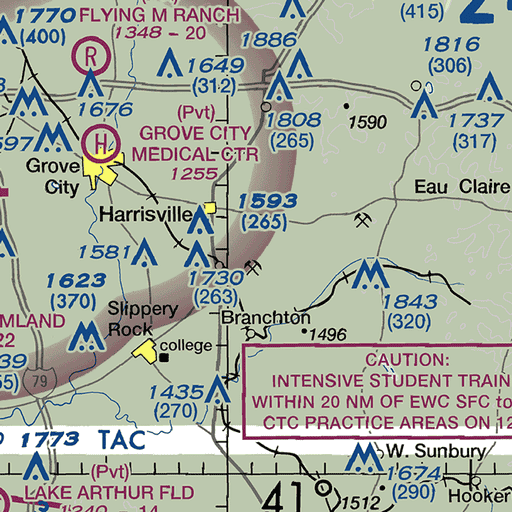 1770
(400)
FLYING M RANCH
1348 - 20
R
(415)
1886
1816
(306)
1649
(312)
1676
(Pvt)
1808
(265)
1590
1737
(317)
597
H
GROVE CITY
MEDICAL CTR
1255
Grove
City
Eau Claire
1593
(265)
Harrisville
1581
1623
(370)
1730
(263)
1843
(320)
Slippery
Rock
Branchton
1496
MLAND
22
college
39
79
1435
(270)
CAUTION:
INTENSIVE STUDENT TRAIN
WITHIN 20 NM OF EWC SFC to
CTC PRACTICE AREAS ON 12
1773 TAC
W. Sunbury
(Pvt)
LAKE ARTHUR FLD
1240 - 14
1674
(290)
41
1512
Hooker